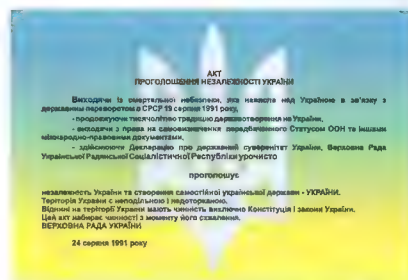 АКТ
ПРОГОЛОШЕННЯ НЕЗАЛЕЖНОСТІ УКРАЇНИ
Виходячи із смертельної небезпеки, яка нависла над Україною в зв'язку з
державним переворотом в СРСР 19 серпня 1991 року,
- продовжуючи тисячолітню традицію державотворення на Україні,
- виходячи з права на самовизначення, передбаченого Статутом ООН та іншими
міжнародно-правовими документами,
- здійснюючи Декларацію про державний суверенітет України, Верховна Рада
Української Радянської Соціалістичної Республіки урочисто
проголошує
незалежність України та створення самостійної української держави - УКРАЇНИ.
Територія України є неподільною і недоторканою.
Віднині на території України мають чинність виключно Конституція і закони України.
Цей акт набирає чинності з моменту його схвалення.
ВЕРХОВНА РАДА УКРАЇНИ
24 серпня 1991 року